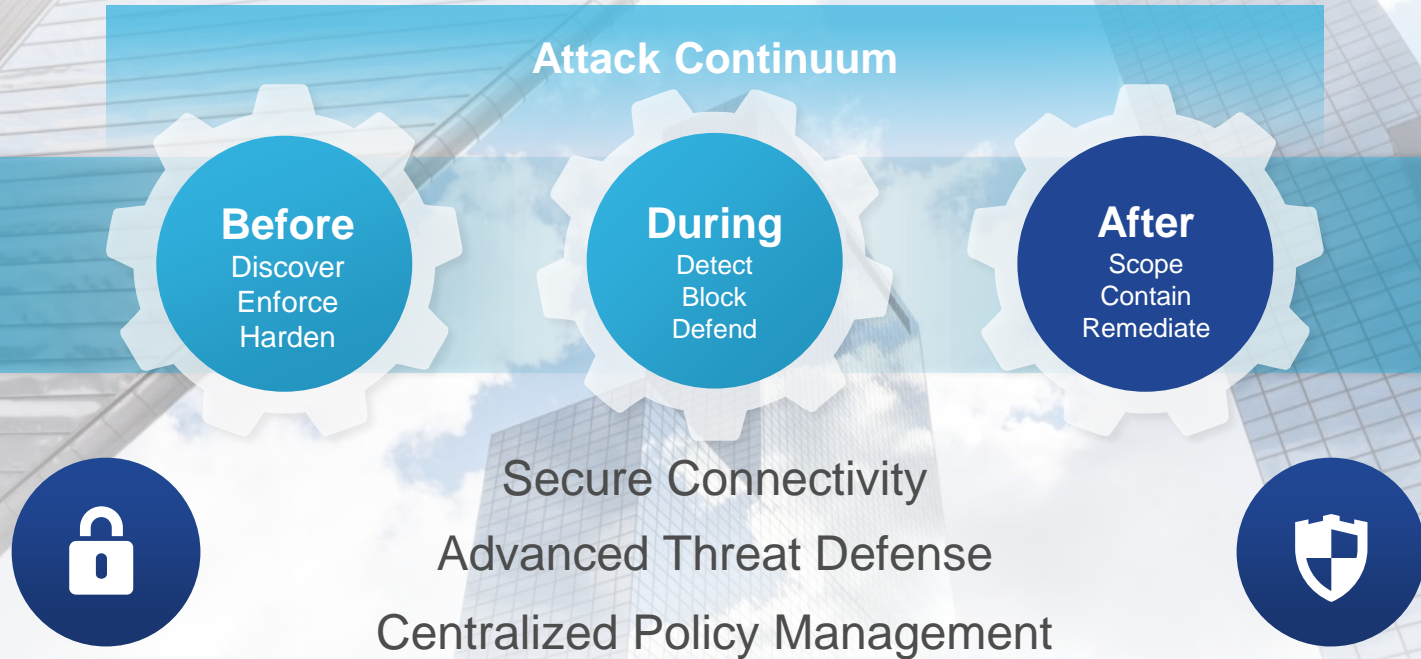 Attack Continuum
Before
Discover
Enforce
Harden
During
Detect
Block
Defend
After
Scope
Contain
Remediate
Secure Connectivity
Advanced Threat Defense
Centralized Policy Management